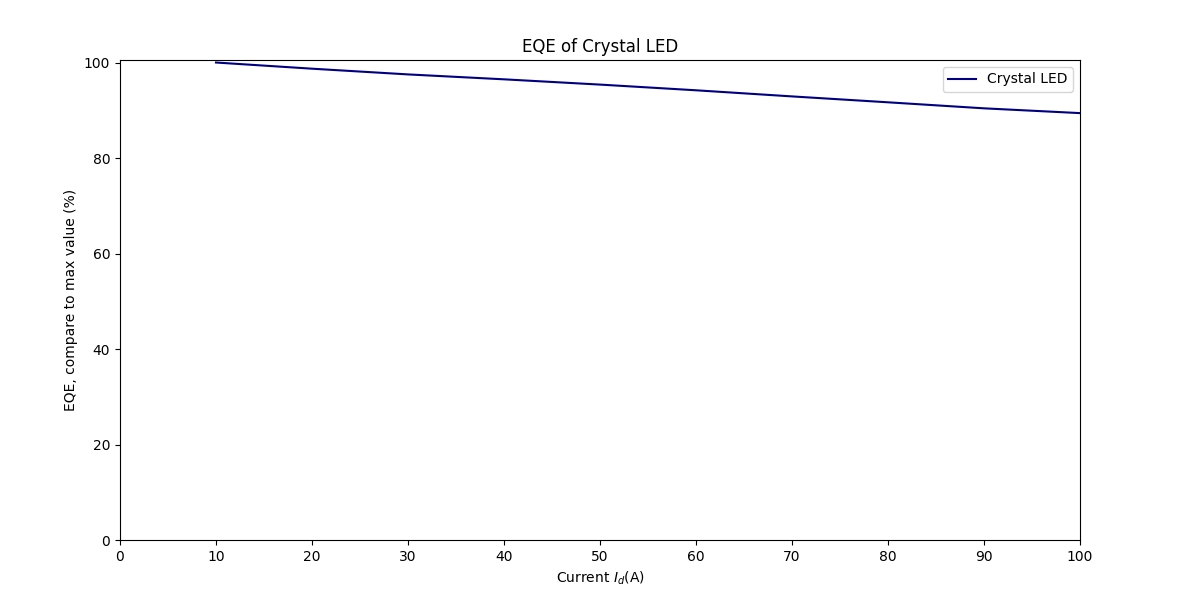 EQE of Crystal LED
Crystal LED
EQE, compare to max value (%)
100
80
60
40
20
0
0 10 20 30 40 50 60 70 80 90 100
Current I_d(A)